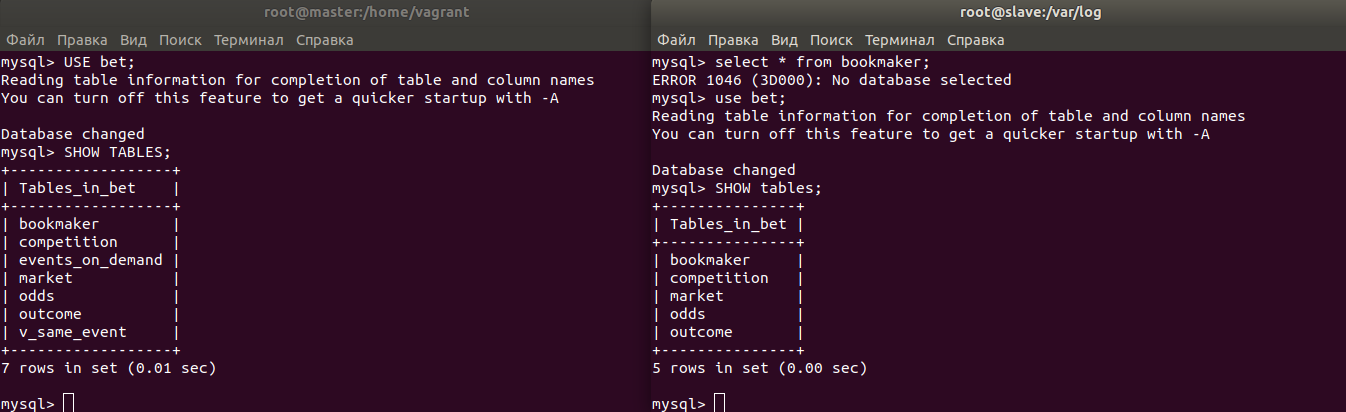 root@master:/home/vagrant
Файл Правка Вид Поиск Терминал Справка
mysql> USE bet;
Reading table information for completion of table and column names
You can turn off this feature to get a quicker startup with -A

Database changed
mysql> SHOW TABLES;
+------------------+
| Tables_in_bet    |
+------------------+
| bookmaker        |
| competition      |
| events_on_demand |
| market           |
| odds             |
| outcome          |
| v_same_event     |
+------------------+
7 rows in set (0.01 sec)

mysql>
root@slave:/var/log
Файл Правка Вид Поиск Терминал Справка
mysql> select * from bookmaker;
ERROR 1046 (3D000): No database selected
mysql> use bet;
Reading table information for completion of table and column names
You can turn off this feature to get a quicker startup with -A

Database changed
mysql> SHOW tables;
+---------------+
| Tables_in_bet |
+---------------+
| bookmaker     |
| competition   |
| market        |
| odds          |
| outcome       |
+---------------+
5 rows in set (0.00 sec)

mysql>